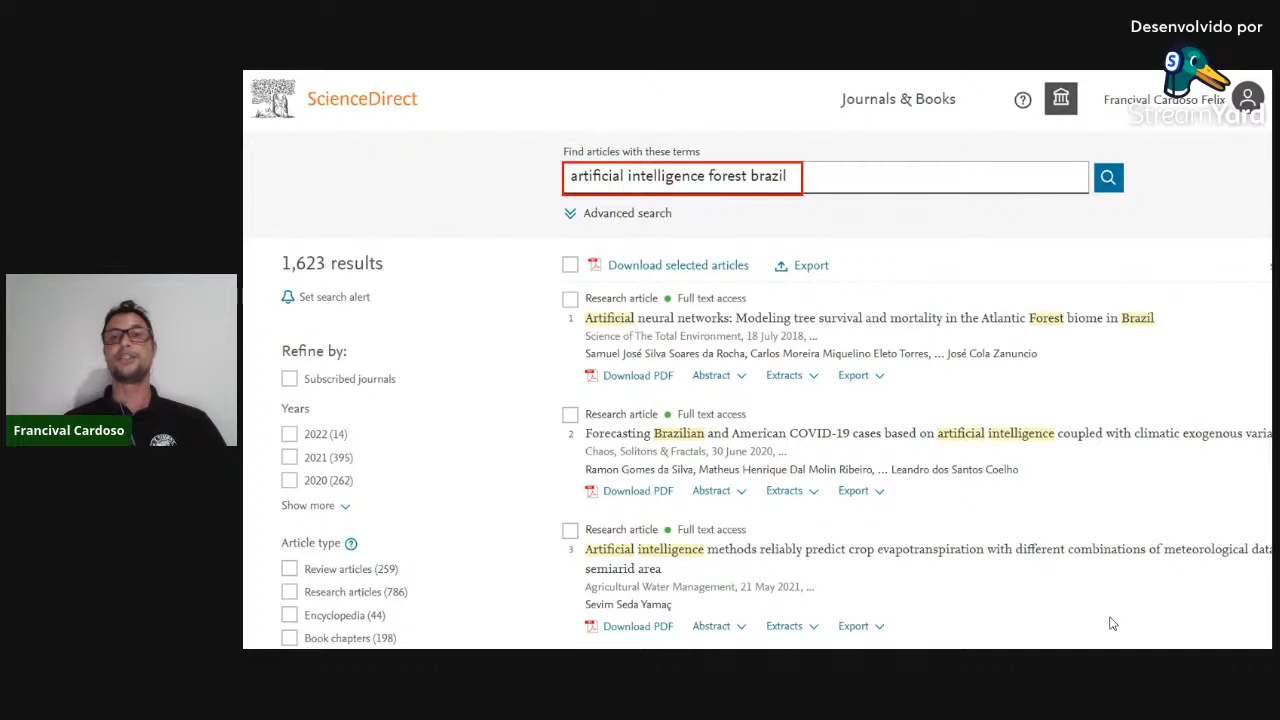 Desenvolvido por
S
StreamYard
ScienceDirect
Journals & Books
?
Francival Cardoso Felix
Find articles with these terms
artificial intelligence forest brazil
Advanced search
1,623 results
Set search alert
Refine by:
Subscribed journals
Years
2022 (14)
2021 (395)
2020 (262)
Show more
Article type ?
Review articles (259)
Research articles (786)
Encyclopedia (44)
Book chapters (198)
Download selected articles Export
Research article Full text access
1 Artificial neural networks: Modeling tree survival and mortality in the Atlantic Forest biome in Brazil
Science of The Total Environment, 18 July 2018, ...
Samuel José Silva Soares da Rocha, Carlos Moreira Miquelino Eleto Torres, ... José Cola Zanuncio
Download PDF Abstract Extracts Export
Research article Full text access
2 Forecasting Brazilian and American COVID-19 cases based on artificial intelligence coupled with climatic exogenous varia
Chaos, Solitons & Fractals, 30 June 2020, ...
Ramon Gomes da Silva, Matheus Henrique Dal Molin Ribeiro, ... Leandro dos Santos Coelho
Download PDF Abstract Extracts Export
Research article Full text access
3 Artificial intelligence methods reliably predict crop evapotranspiration with different combinations of meteorological data
semiarid area
Agricultural Water Management, 21 May 2021, ...
Sevim Seda Yamaç
Download PDF Abstract Extracts Export
Francival Cardoso